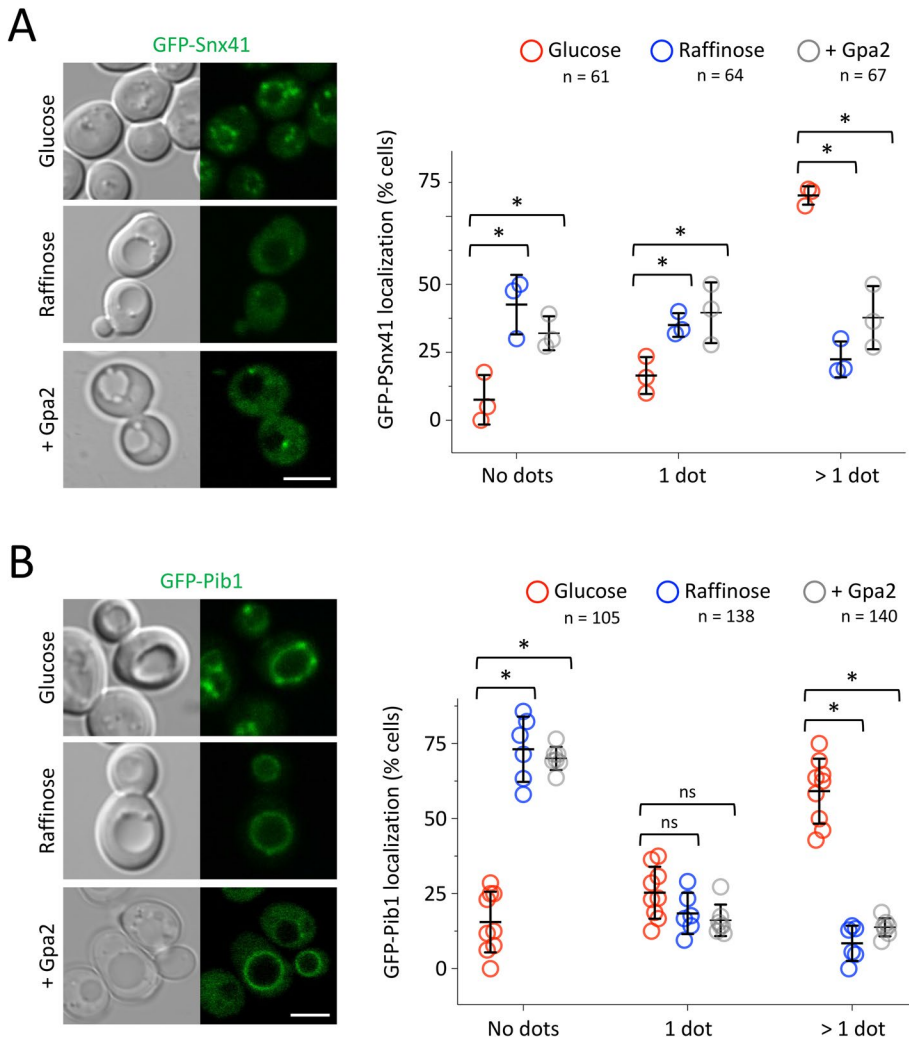 A
GFP-Snx41
Glucose
Raffinose
+ Gpa2
Glucose
n = 61
Raffinose
n = 64
+ Gpa2
n = 67
GFP-PSnx41 localization (% cells)
75
50
25
0
*
*
*
*
*
*
No dots
1 dot
> 1 dot
B
GFP-Pib1
Glucose
Raffinose
+ Gpa2
Glucose
n = 105
Raffinose
n = 138
+ Gpa2
n = 140
GFP-Pib1 localization (% cells)
75
50
25
0
*
*
ns
ns
*
*
No dots
1 dot
> 1 dot